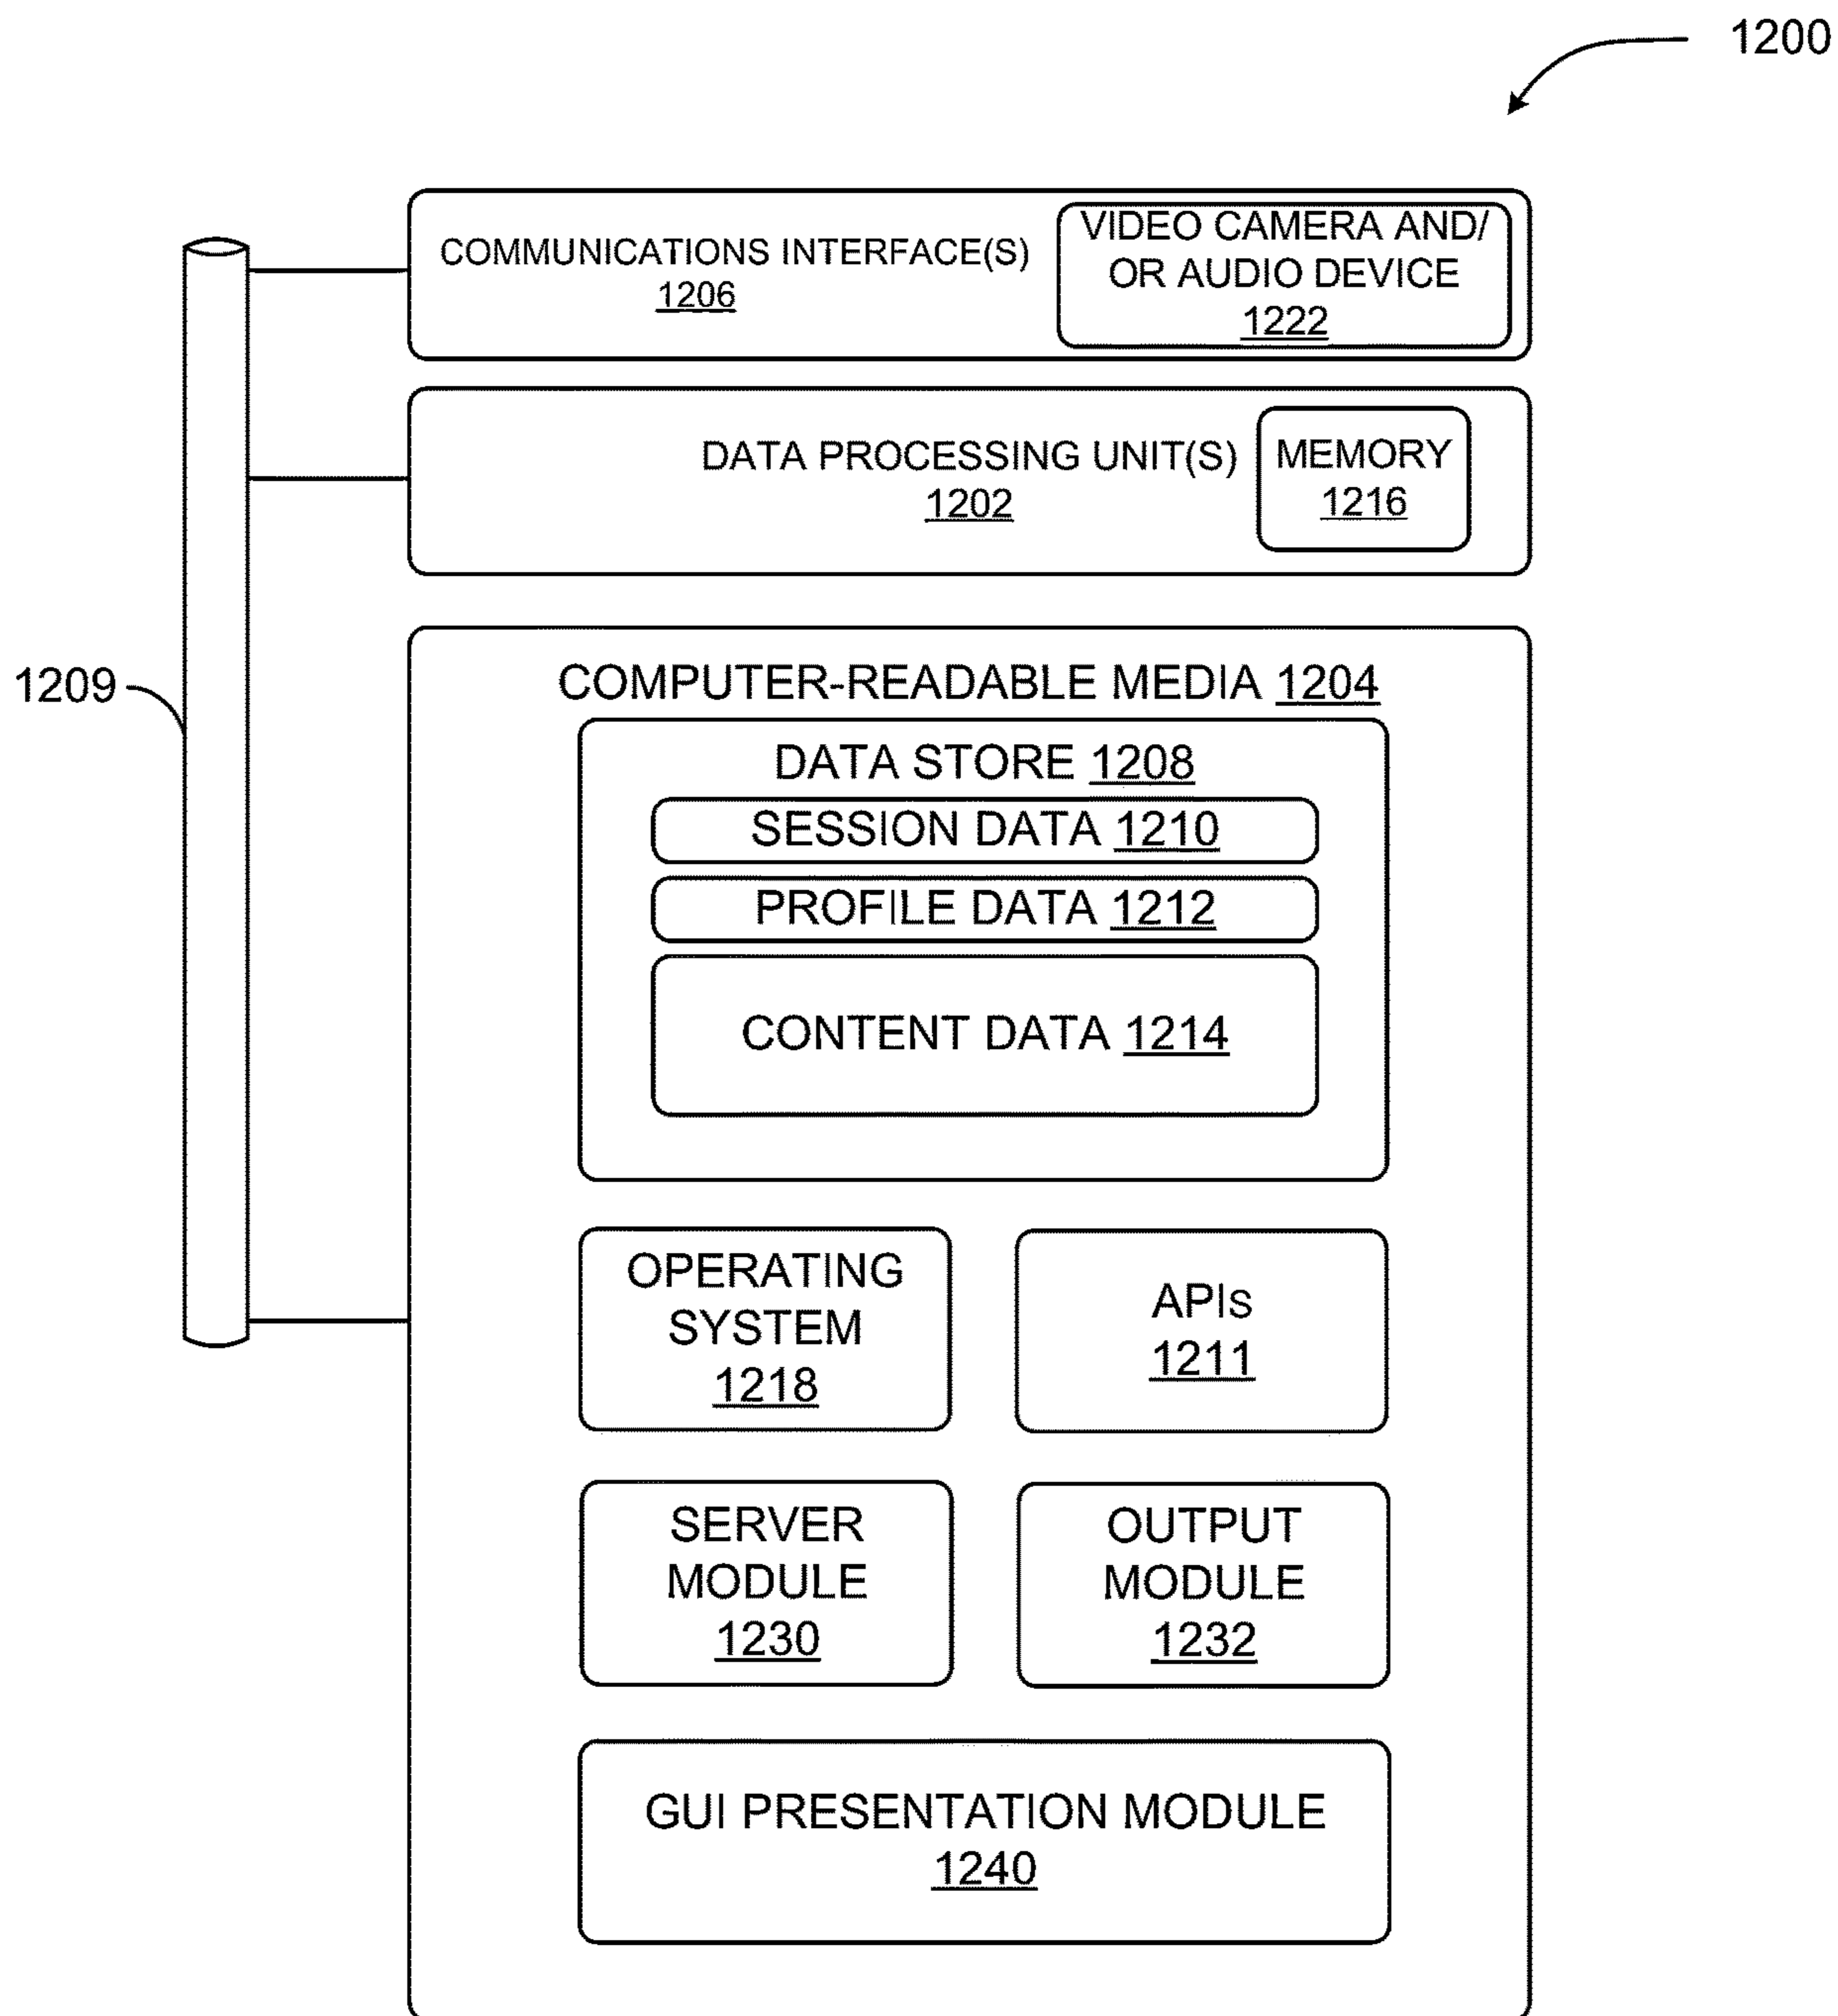 1200
COMMUNICATIONS INTERFACE(S)
1206
VIDEO CAMERA AND/
OR AUDIO DEVICE
1222
DATA PROCESSING UNIT(S)
1202
MEMORY
1216
1209
COMPUTER-READABLE MEDIA 1204
DATA STORE 1208
SESSION DATA 1210
PROFILE DATA 1212
CONTENT DATA 1214
OPERATING
SYSTEM
1218
APIs
1211
SERVER
MODULE
1230
OUTPUT
MODULE
1232
GUI PRESENTATION MODULE
1240